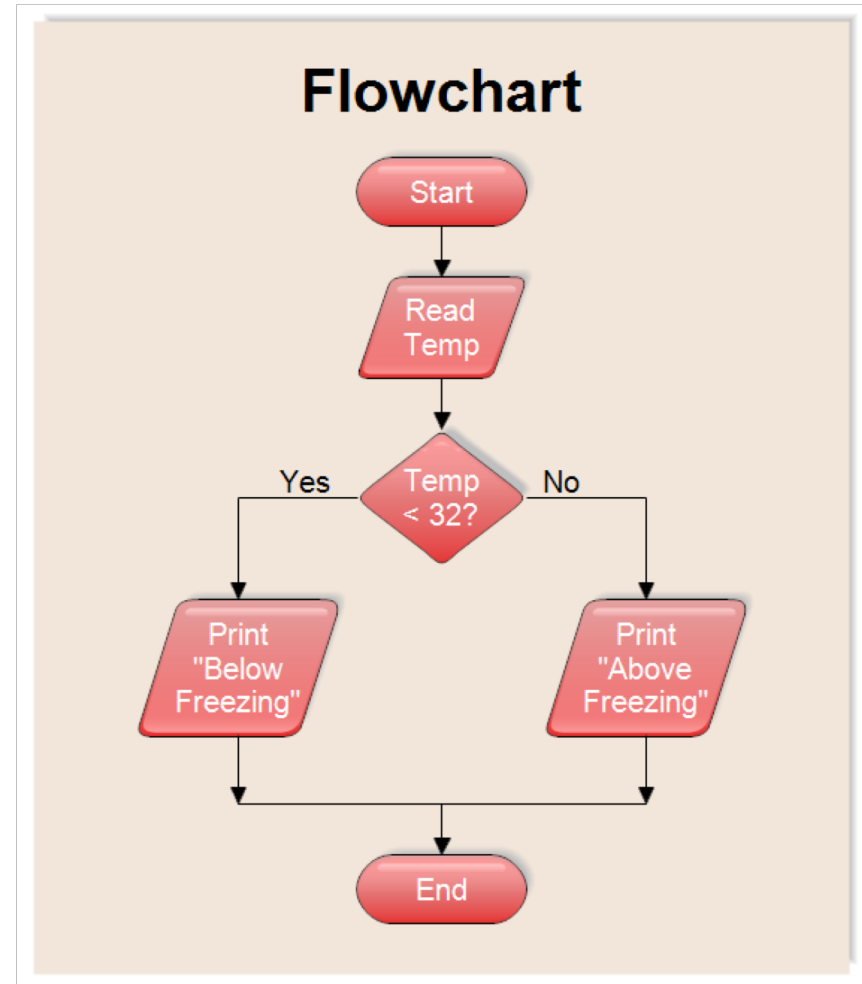 Flowchart
Start
Read
Temp
Yes
Temp
< 32?
No
Print
"Below
Freezing"
Print
"Above
Freezing"
End